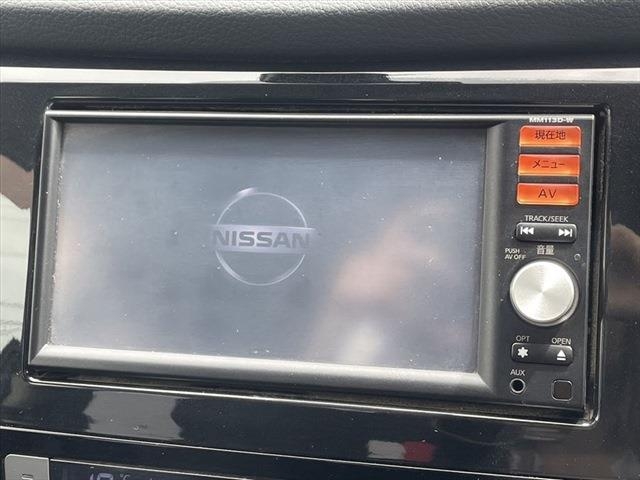 MM113D-W
現在地
メニュー
AV
TRACK/SEEK
NISSAN
PUSH
AV OFF
音量
OPT
OPEN
AUX